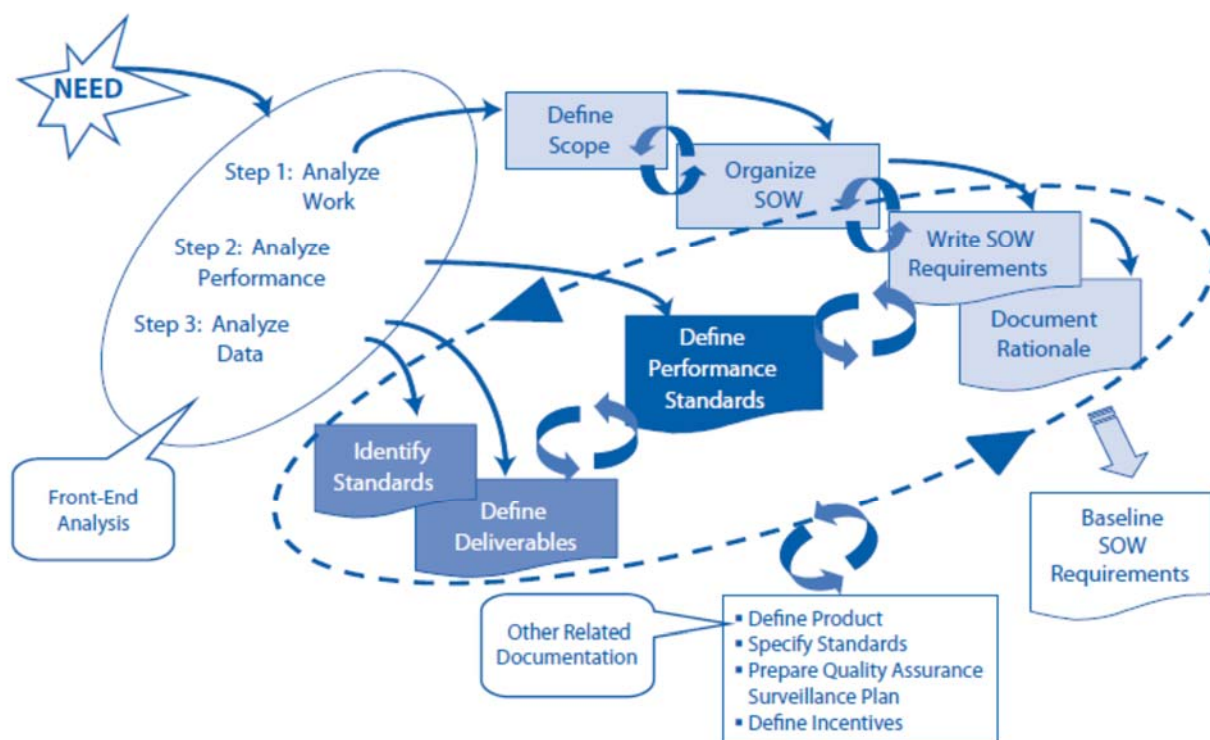 NEED
Step 1: Analyze
Work
Step 2: Analyze
Performance
Step 3: Analyze
Data
Front-End
Analysis
Define
Scope
Organize
SOW
Write SOW
Requirements
Document
Rationale
Define
Performance
Standards
Identify
Standards
Define
Deliverables
Baseline
SOW
Requirements
Other Related
Documentation
▪ Define Product
▪ Specify Standards
▪ Prepare Quality Assurance
Surveillance Plan
▪ Define Incentives